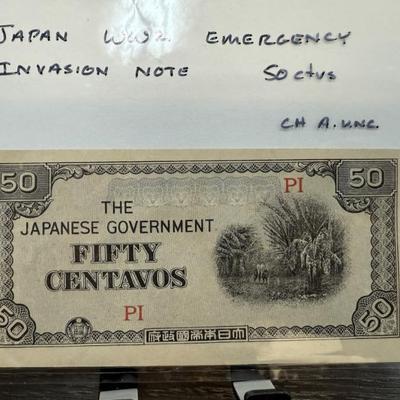 JAPAN WW2 EMERGENCY
INVASION NOTE 50 ctvs
CH A.UNC.
50
50
PI
THE
JAPANESE GOVERNMENT
FIFTY
CENTAVOS
PI
50
50
府政國帝本日大